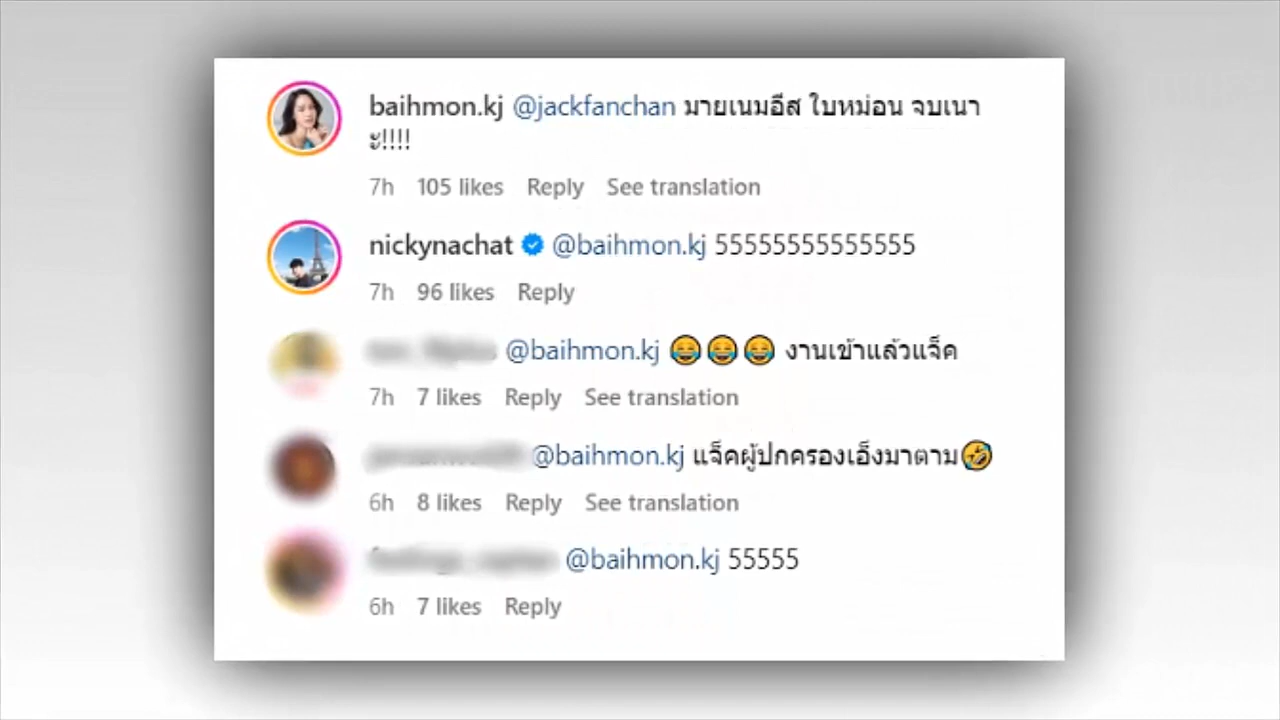 baihmon.kj @jackfanchan มายเนมอีส ใบหม่อน จบเนา
ะ!!!!
7h 105 likes Reply See translation
nickynachat @baihmon.kj 55555555555555
7h 96 likes Reply
@baihmon.kj 😂😂😂 งานเข้าแล้วแจ็ค
7h 7 likes Reply See translation
@baihmon.kj แจ็คผู้ปกครองเอ็งมาตาม🤣
6h 8 likes Reply See translation
@baihmon.kj 55555
6h 7 likes Reply